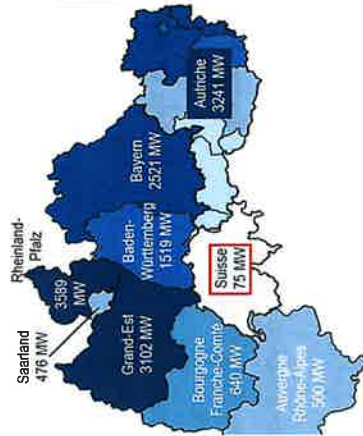 Rheinland-
Pfalz
3589
MW
Saarland
476 MW
Grand-Est
3102 MW
Baden-
Württemberg
1519 MW
Bayern
2521 MW
Autriche
3241 MW
Suisse
75 MW
Bourgogne
Franche-Comté
640 MW
Auvergne
Rhône-Alpes
500 MW